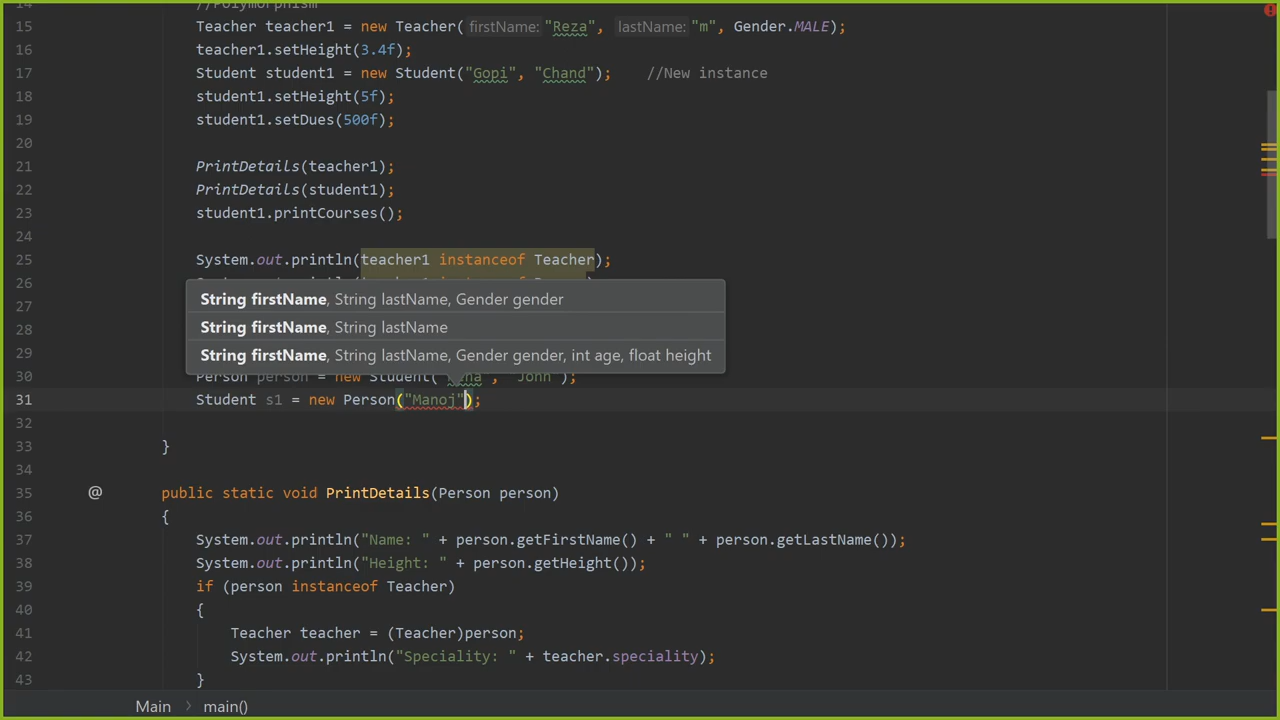 14 //Polymorphism
15 Teacher teacher1 = new Teacher( firstName: "Reza", lastName: "m", Gender.MALE);
16 teacher1.setHeight(3.4f);
17 Student student1 = new Student("Gopi", "Chand"); //New instance
18 student1.setHeight(5f);
19 student1.setDues(500f);
20
21 PrintDetails(teacher1);
22 PrintDetails(student1);
23 student1.printCourses();
24
25 System.out.println(teacher1 instanceof Teacher);
26
String firstName, String lastName, Gender gender
27
String firstName, String lastName
28
29
String firstName, String lastName, Gender gender, int age, float height
30 Person person = new Student( "John");
31 Student s1 = new Person("Manoj");
32
33 }
34
35 @ public static void PrintDetails(Person person)
36 {
37 System.out.println("Name: " + person.getFirstName() + " " + person.getLastName());
38 System.out.println("Height: " + person.getHeight());
39 if (person instanceof Teacher)
40 {
41 Teacher teacher = (Teacher)person;
42 System.out.println("Speciality: " + teacher.speciality);
43 }
Main > main()